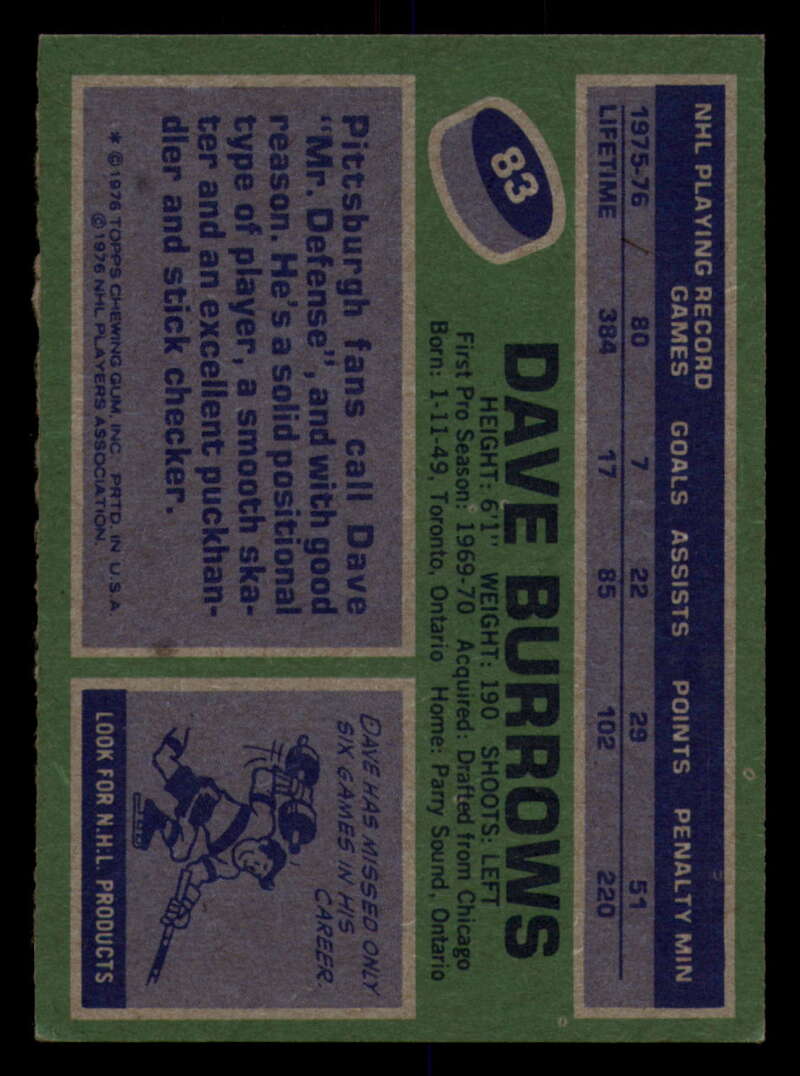 NHL PLAYING RECORD
GAMES GOALS ASSISTS POINTS PENALTY MIN
1975-76 80 7 22 29 51
LIFETIME 384 17 85 102 220
83
DAVE BURROWS
HEIGHT: 6'1" WEIGHT: 190 SHOOTS: LEFT
First Pro Season: 1969-70 Acquired: Drafted from Chicago
Born: 1-11-49, Toronto, Ontario Home: Parry Sound, Ontario
Pittsburgh fans call Dave
"Mr. Defense", and with good
reason. He's a solid positional
type of player, a smooth ska-
ter and an excellent puckhan-
dler and stick checker.
* ©1976 TOPPS CHEWING GUM, INC. PRTD. IN U.S.A.
©1976 NHL PLAYERS ASSOCIATION.
DAVE HAS MISSED ONLY
SIX GAMES IN HIS
CAREER.
LOOK FOR N.H.L. PRODUCTS
D